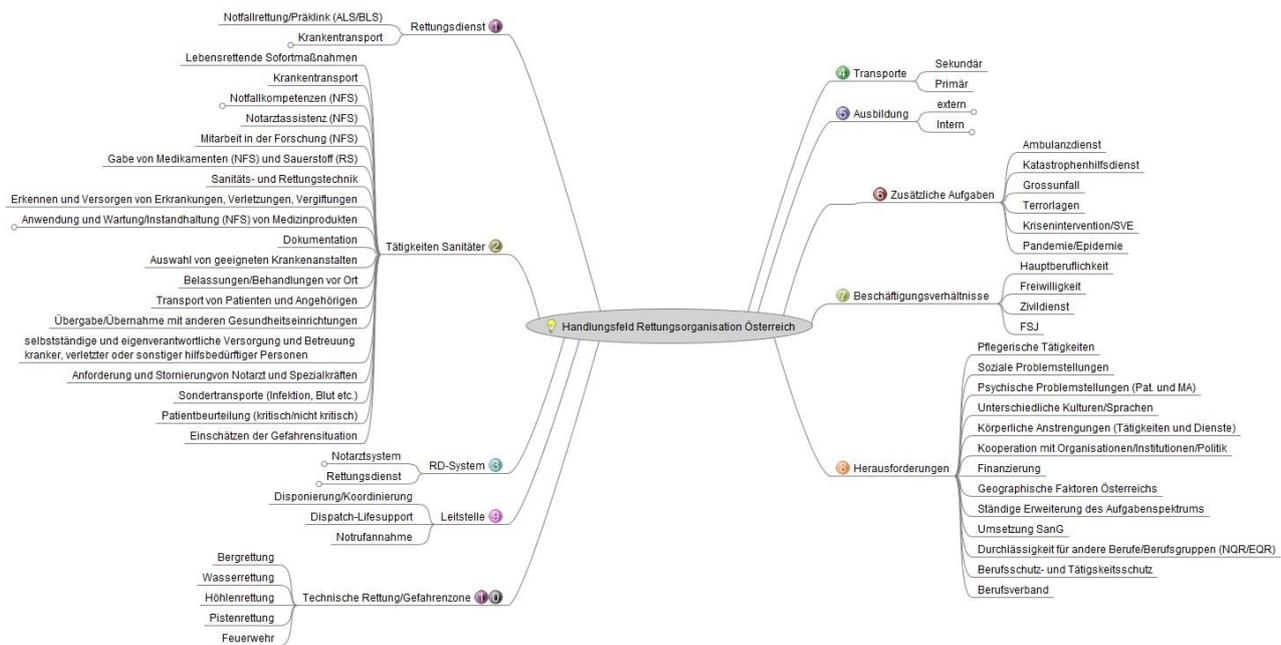 Handlungsfeld Rettungsorganisation Österreich
Rettungsdienst 1
Notfallrettung/Präklink (ALS/BLS)
Krankentransport
Tätigkeiten Sanitäter 2
Lebensrettende Sofortmaßnahmen
Krankentransport
Notfallkompetenzen (NFS)
Notarztassistenz (NFS)
Mitarbeit in der Forschung (NFS)
Gabe von Medikamenten (NFS) und Sauerstoff (RS)
Sanitäts- und Rettungstechnik
Erkennen und Versorgen von Erkrankungen, Verletzungen, Vergiftungen
Anwendung und Wartung/Instandhaltung (NFS) von Medizinprodukten
Dokumentation
Auswahl von geeigneten Krankenanstalten
Belassungen/Behandlungen vor Ort
Transport von Patienten und Angehörigen
Übergabe/Übernahme mit anderen Gesundheitseinrichtungen
selbstständige und eigenverantwortliche Versorgung und Betreuung
kranker, verletzter oder sonstiger hilfsbedürftiger Personen
Anforderung und Stornierungvon Notarzt und Spezialkräften
Sondertransporte (Infektion, Blut etc.)
Patientbeurteilung (kritisch/nicht kritisch)
Einschätzen der Gefahrensituation
RD-System 3
Notarztsystem
Rettungsdienst
Leitstelle 9
Disponierung/Koordinierung
Dispatch-Lifesupport
Notrufannahme
Technische Rettung/Gefahrenzone 1 0
Bergrettung
Wasserrettung
Höhlenrettung
Pistenrettung
Feuerwehr
4 Transporte
Sekundär
Primär
5 Ausbildung
extern
Intern
6 Zusätzliche Aufgaben
Ambulanzdienst
Katastrophenhilfsdienst
Grossunfall
Terrorlagen
Krisenintervention/SVE
Pandemie/Epidemie
7 Beschäftigungsverhältnisse
Hauptberuflichkeit
Freiwilligkeit
Zivildienst
FSJ
8 Herausforderungen
Pflegerische Tätigkeiten
Soziale Problemstellungen
Psychische Problemstellungen (Pat. und MA)
Unterschiedliche Kulturen/Sprachen
Körperliche Anstrengungen (Tätigkeiten und Dienste)
Kooperation mit Organisationen/Institutionen/Politik
Finanzierung
Geographische Faktoren Österreichs
Ständige Erweiterung des Aufgabenspektrums
Umsetzung SanG
Durchlässigkeit für andere Berufe/Berufsgruppen (NQR/EQR)
Berufsschutz- und Tätigskeitsschutz
Berufsverband